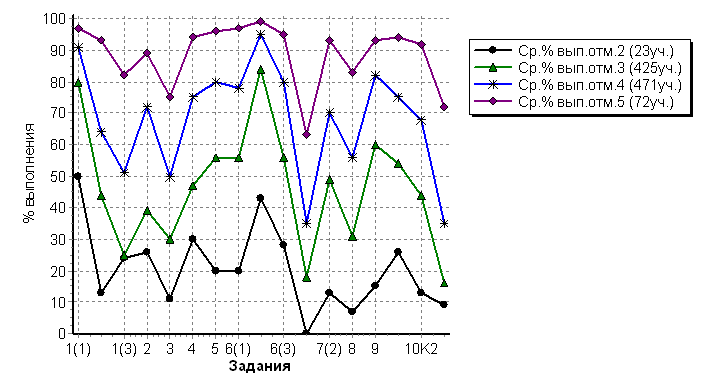 100
90
80
70
60
50
40
30
20
10
0
% выполнения
1(1) 1(3) 2 3 4 5 6(1) 6(3) 7(2) 8 9 10К2
Задания
Ср.% вып.отм.2 (23уч.)
Ср.% вып.отм.3 (425уч.)
Ср.% вып.отм.4 (471уч.)
Ср.% вып.отм.5 (72уч.)